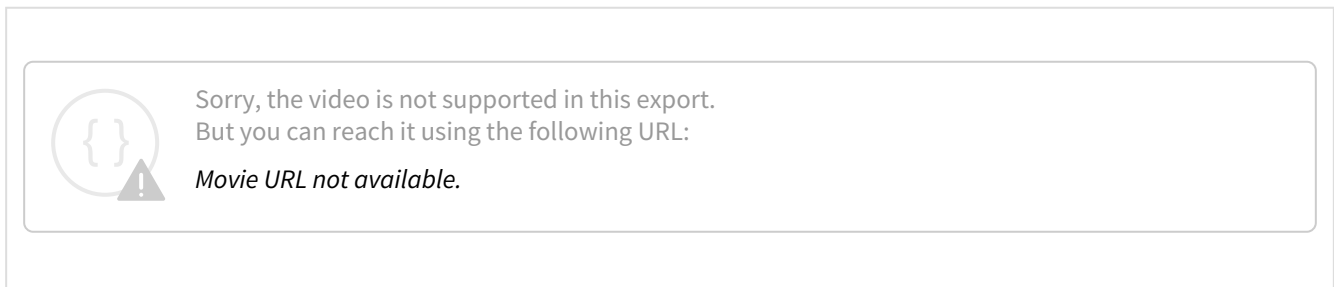 Sorry, the video is not supported in this export.
But you can reach it using the following URL:
Movie URL not available.